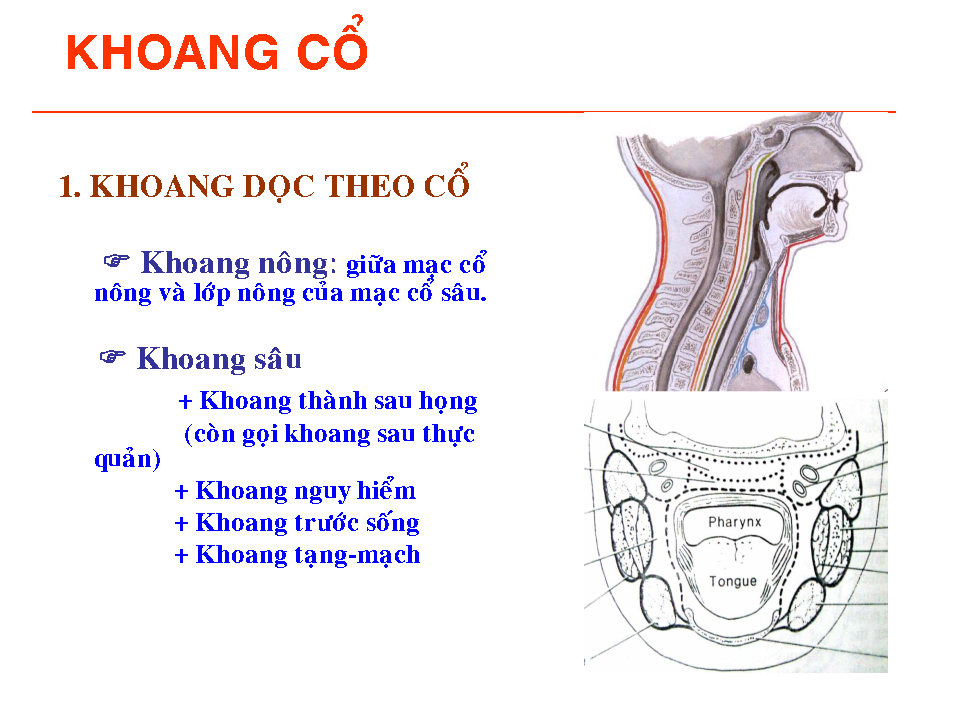 KHOANG CỔ
1. KHOANG DỌC THEO CỔ
☞ Khoang nông: giữa mạc cổ
nông và lớp nông của mạc cổ sâu.
☞ Khoang sâu
+ Khoang thành sau họng
(còn gọi khoang sau thực
quản)
+ Khoang nguy hiểm
+ Khoang trước sống
+ Khoang tạng-mạch
Pharynx
Tongue